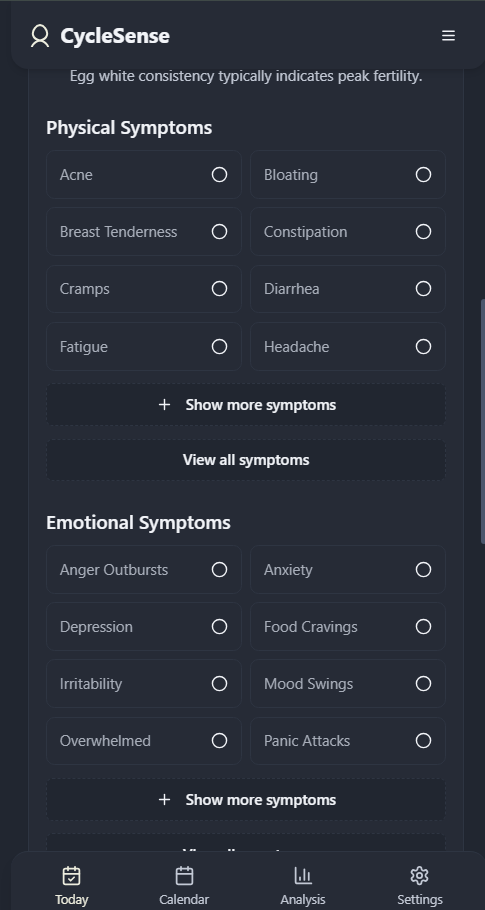 CycleSense
Egg white consistency typically indicates peak fertility.
Physical Symptoms
Acne
Bloating
Breast Tenderness
Constipation
Cramps
Diarrhea
Fatigue
Headache
Show more symptoms
View all symptoms
Emotional Symptoms
Anger Outbursts
Anxiety
Depression
Food Cravings
Irritability
Mood Swings
Overwhelmed
Panic Attacks
Show more symptoms
Today
Calendar
Analysis
Settings